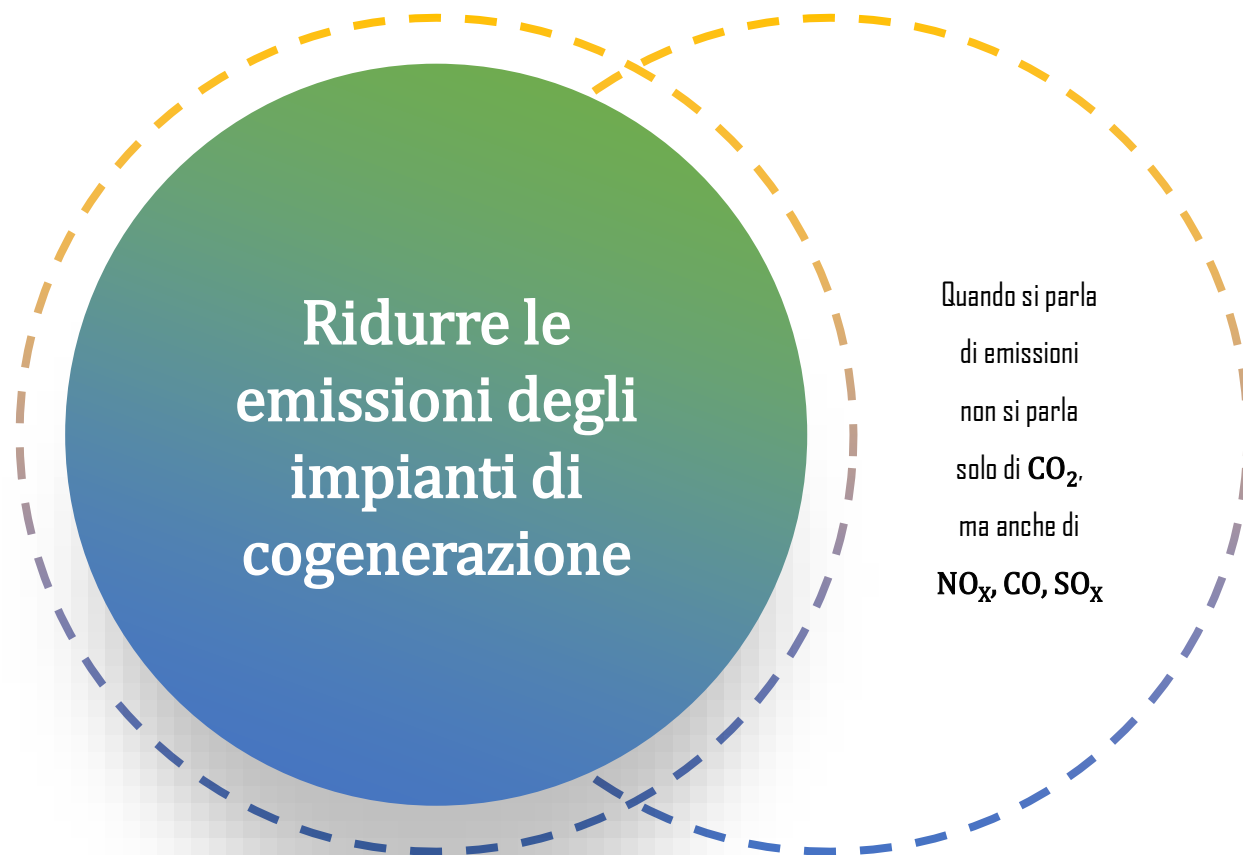 Ridurre le
emissioni degli
impianti di
cogenerazione
Quando si parla
di emissioni
non si parla
solo di CO₂,
ma anche di
NOₓ, CO, SOₓ